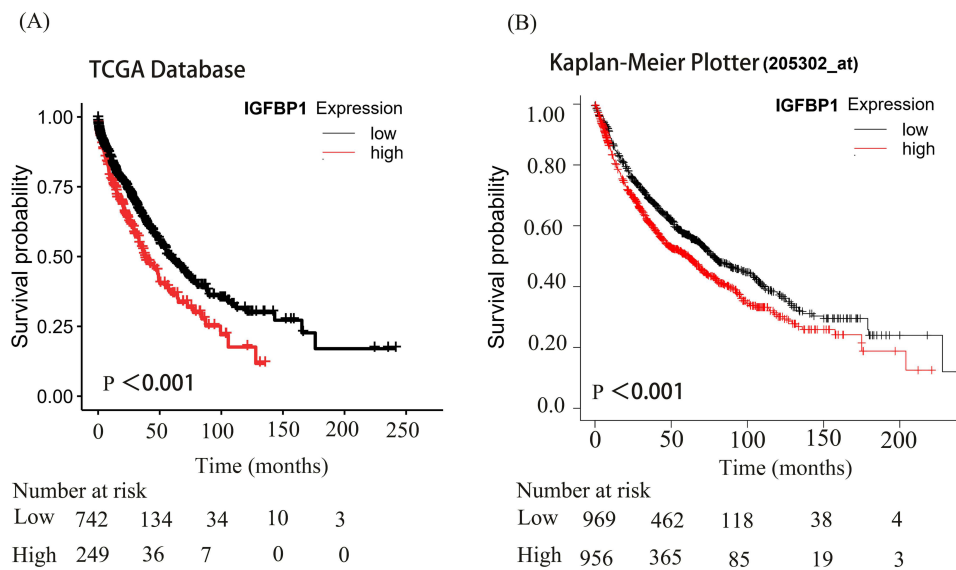 (A)
TCGA Database
IGFBP1 Expression
low
high
Survival probability
1.00
0.75
0.50
0.25
0.00
P <0.001
0 50 100 150 200 250
Time (months)
Number at risk
Low 742 134 34 10 3
High 249 36 7 0 0
(B)
Kaplan-Meier Plotter (205302_at)
IGFBP1 Expression
low
high
Survival probability
1.00
0.80
0.60
0.40
0.20
0.0
P <0.001
0 50 100 150 200
Time (months)
Number at risk
Low 969 462 118 38 4
High 956 365 85 19 3